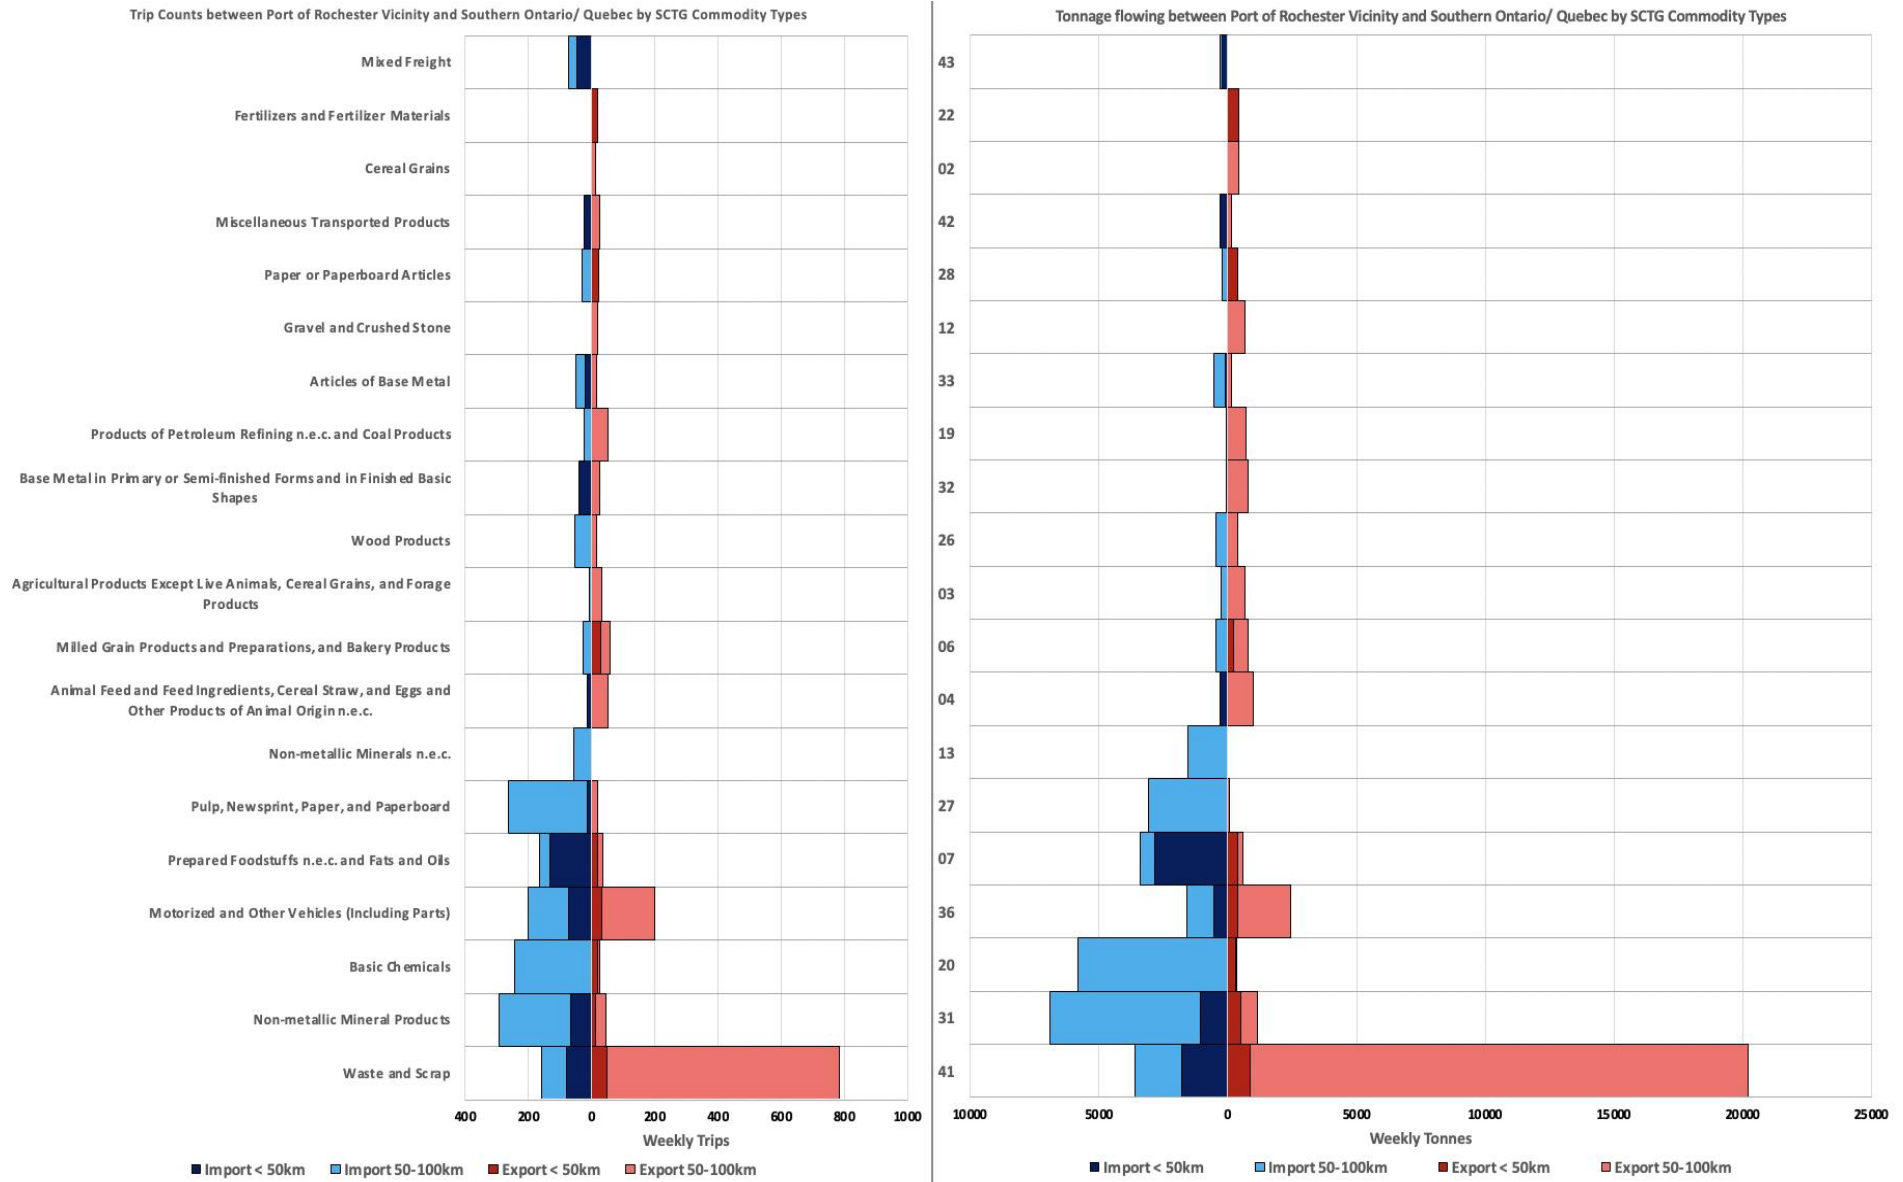 Trip Counts between Port of Rochester Vicinity and Southern Ontario/ Quebec by SCTG Commodity Types
Mixed Freight
Fertilizers and Fertilizer Materials
Cereal Grains
Miscellaneous Transported Products
Paper or Paperboard Articles
Gravel and Crushed Stone
Articles of Base Metal
Products of Petroleum Refining n.e.c. and Coal Products
Base Metal in Primary or Semi-finished Forms and in Finished Basic
Shapes
Wood Products
Agricultural Products Except Live Animals, Cereal Grains, and Forage
Products
Milled Grain Products and Preparations, and Bakery Products
Animal Feed and Feed Ingredients, Cereal Straw, and Eggs and
Other Products of Animal Origin n.e.c.
Non-metallic Minerals n.e.c.
Pulp, Newsprint, Paper, and Paperboard
Prepared Foodstuffs n.e.c. and Fats and Oils
Motorized and Other Vehicles (Including Parts)
Basic Chemicals
Non-metallic Mineral Products
Waste and Scrap
400 200 0 200 400 600 800 1000
Weekly Trips
Import < 50km Import 50-100km Export < 50km Export 50-100km
Tonnage flowing between Port of Rochester Vicinity and Southern Ontario/ Quebec by SCTG Commodity Types
43
22
02
42
28
12
33
19
32
26
03
06
04
13
27
07
36
20
31
41
10000 5000 0 5000 10000 15000 20000 25000
Weekly Tonnes
Import < 50km Import 50-100km Export < 50km Export 50-100km